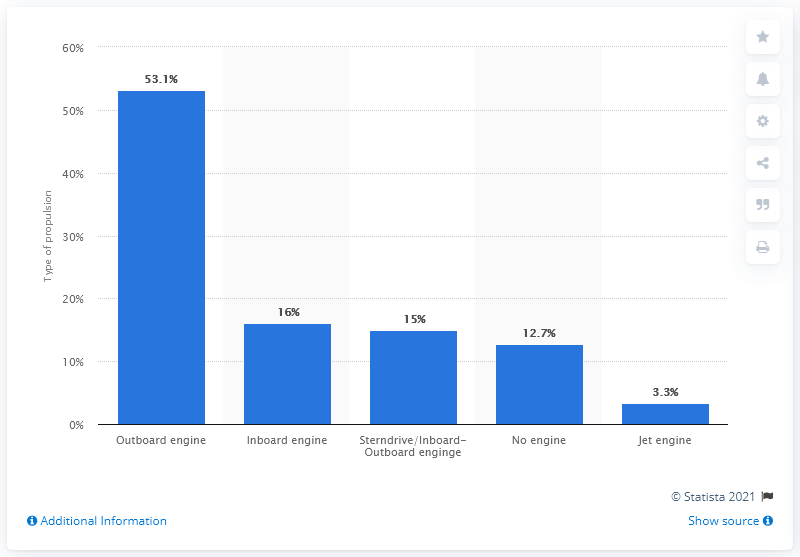 60%
50%
40%
30%
20%
10%
0%
Type of propulsion
53.1%
16%
15%
12.7%
3.3%
Outboard engine
Inboard engine
Sterndrive/Inboard-
Outboard enginge
No engine
Jet engine
© Statista 2021
Additional Information
Show source